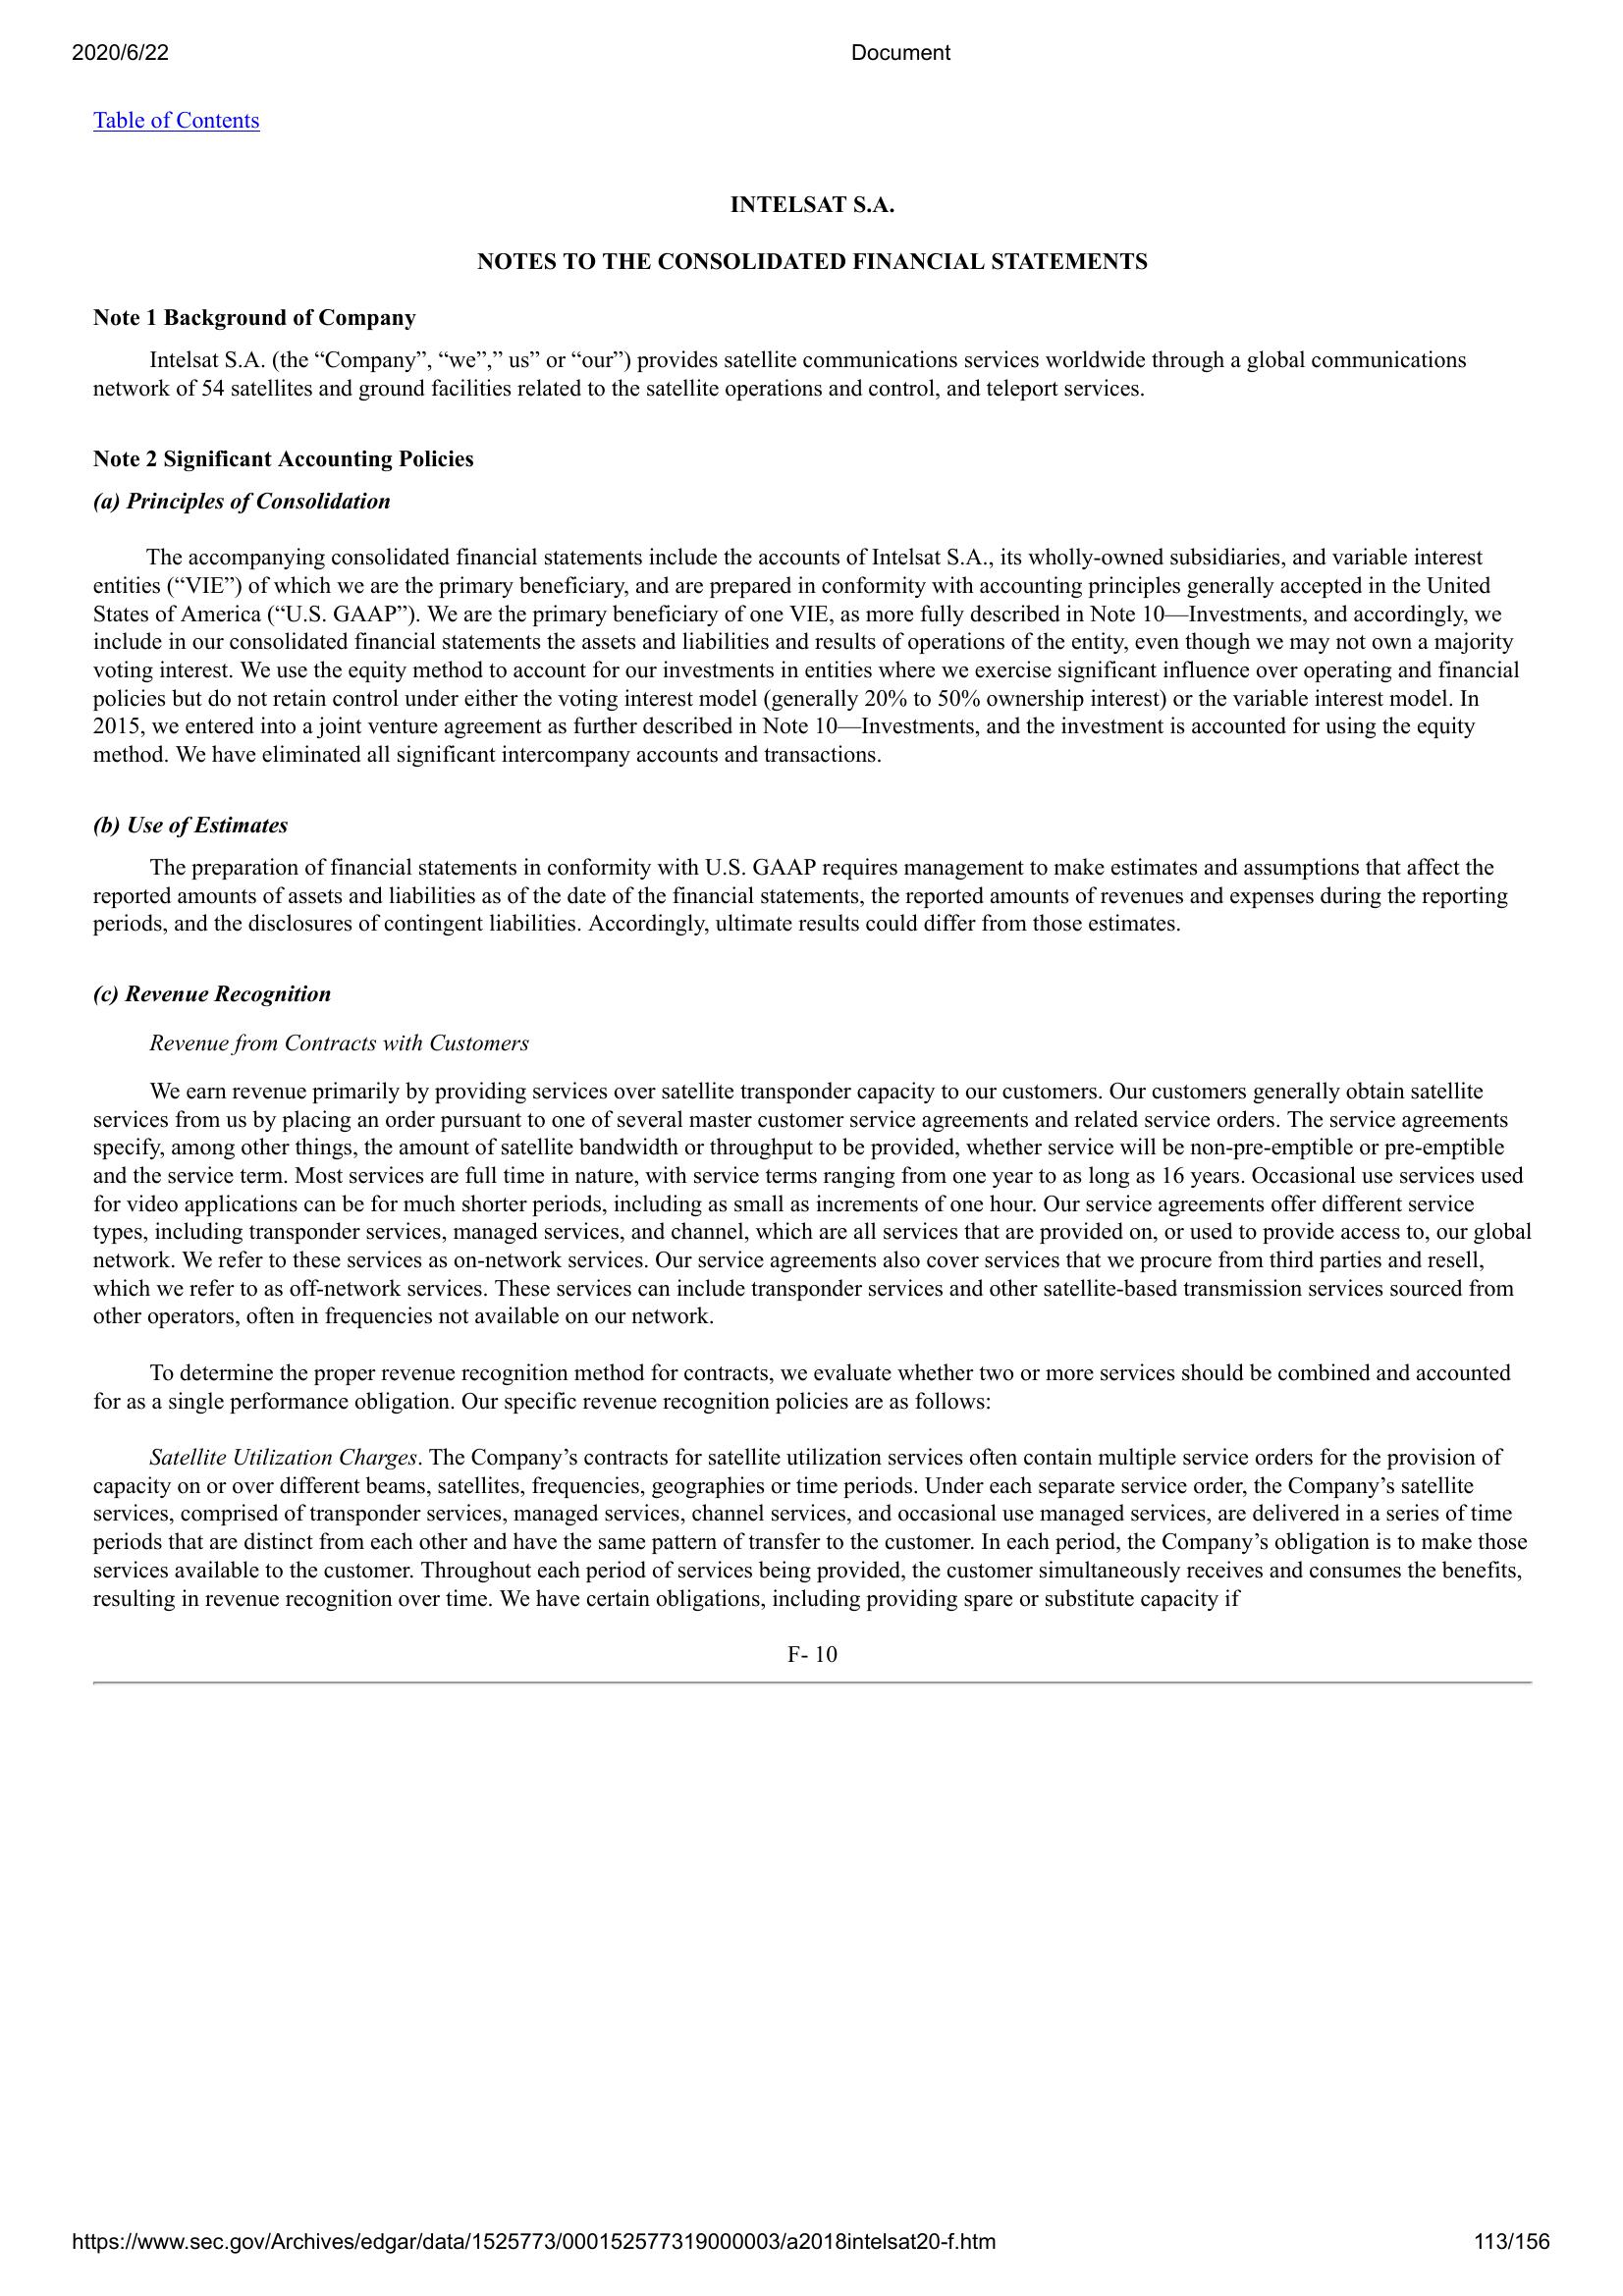 2020/6/22 Document
Table of Contents
INTELSAT S.A.
NOTES TO THE CONSOLIDATED FINANCIAL STATEMENTS
Note 1 Background of Company
Intelsat S.A. (the “Company”, “we”,” us” or “our”) provides satellite communications services worldwide through a global communications
network of 54 satellites and ground facilities related to the satellite operations and control, and teleport services.
Note 2 Significant Accounting Policies
(a) Principles of Consolidation
The accompanying consolidated financial statements include the accounts of Intelsat S.A., its wholly-owned subsidiaries, and variable interest
entities (“VIE”) of which we are the primary beneficiary, and are prepared in conformity with accounting principles generally accepted in the United
States of America (“U.S. GAAP”). We are the primary beneficiary of one VIE, as more fully described in Note 10—Investments, and accordingly, we
include in our consolidated financial statements the assets and liabilities and results of operations of the entity, even though we may not own a majority
voting interest. We use the equity method to account for our investments in entities where we exercise significant influence over operating and financial
policies but do not retain control under either the voting interest model (generally 20% to 50% ownership interest) or the variable interest model. In
2015, we entered into a joint venture agreement as further described in Note 10—Investments, and the investment is accounted for using the equity
method. We have eliminated all significant intercompany accounts and transactions.
(b) Use of Estimates
The preparation of financial statements in conformity with U.S. GAAP requires management to make estimates and assumptions that affect the
reported amounts of assets and liabilities as of the date of the financial statements, the reported amounts of revenues and expenses during the reporting
periods, and the disclosures of contingent liabilities. Accordingly, ultimate results could differ from those estimates.
(c) Revenue Recognition
Revenue from Contracts with Customers
We earn revenue primarily by providing services over satellite transponder capacity to our customers. Our customers generally obtain satellite
services from us by placing an order pursuant to one of several master customer service agreements and related service orders. The service agreements
specify, among other things, the amount of satellite bandwidth or throughput to be provided, whether service will be non-pre-emptible or pre-emptible
and the service term. Most services are full time in nature, with service terms ranging from one year to as long as 16 years. Occasional use services used
for video applications can be for much shorter periods, including as small as increments of one hour. Our service agreements offer different service
types, including transponder services, managed services, and channel, which are all services that are provided on, or used to provide access to, our global
network. We refer to these services as on-network services. Our service agreements also cover services that we procure from third parties and resell,
which we refer to as off-network services. These services can include transponder services and other satellite-based transmission services sourced from
other operators, often in frequencies not available on our network.
To determine the proper revenue recognition method for contracts, we evaluate whether two or more services should be combined and accounted
for as a single performance obligation. Our specific revenue recognition policies are as follows:
Satellite Utilization Charges. The Company’s contracts for satellite utilization services often contain multiple service orders for the provision of
capacity on or over different beams, satellites, frequencies, geographies or time periods. Under each separate service order, the Company’s satellite
services, comprised of transponder services, managed services, channel services, and occasional use managed services, are delivered in a series of time
periods that are distinct from each other and have the same pattern of transfer to the customer. In each period, the Company’s obligation is to make those
services available to the customer. Throughout each period of services being provided, the customer simultaneously receives and consumes the benefits,
resulting in revenue recognition over time. We have certain obligations, including providing spare or substitute capacity if
F- 10
https://www.sec.gov/Archives/edgar/data/1525773/000152577319000003/a2018intelsat20-f.htm 113/156